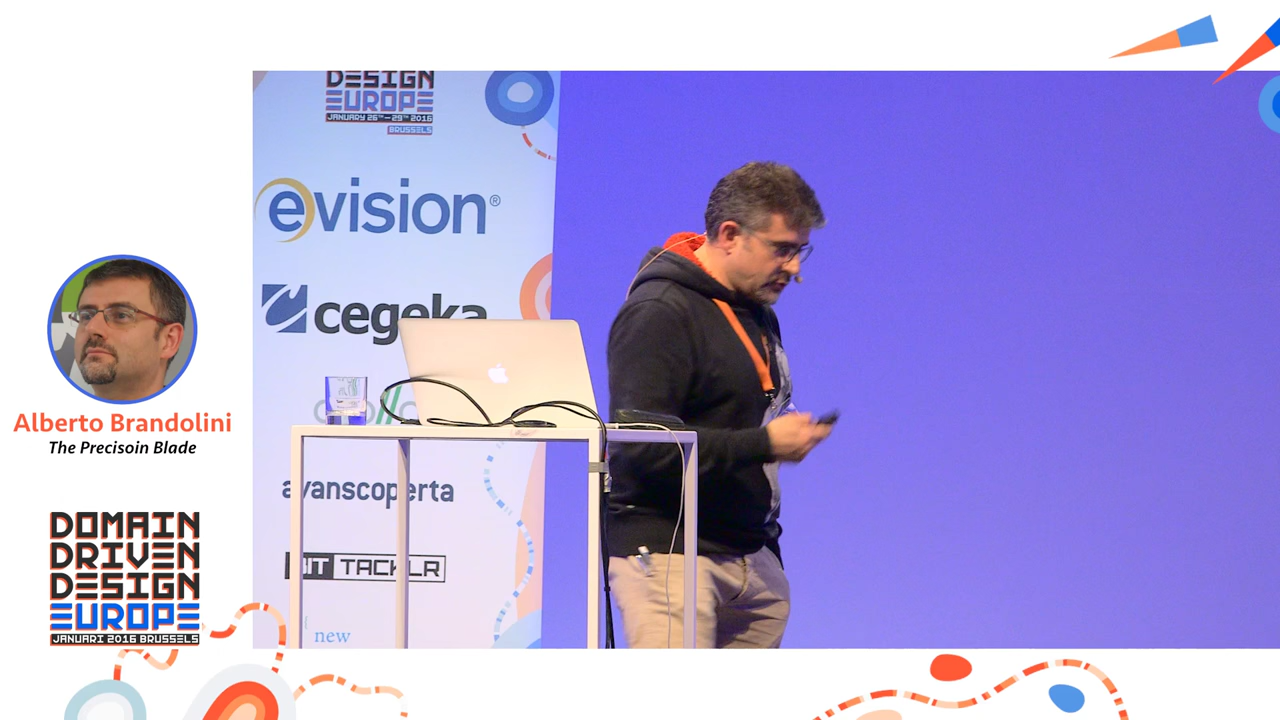 Alberto Brandolini
The Precisoin Blade
DOMAIN
DRIVEN
DESIGN
EUROPE
JANUARI 2016 BRUSSELS
DESIGN
EUROPE
JANUARY 26TH-29TH 2016
BRUSSELS
evision®
cegeka
avanscoperta
BIT TACKLR
new